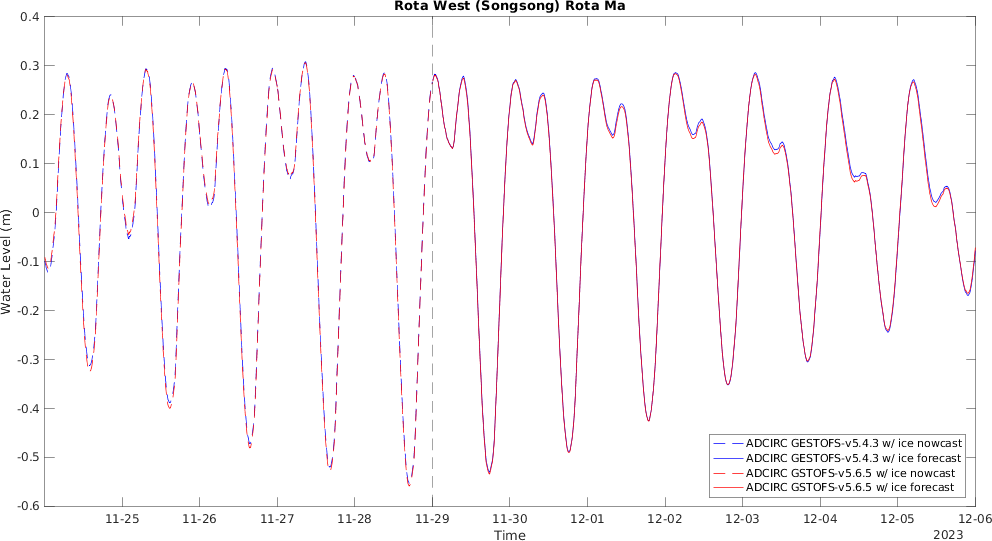 Rota West (Songsong) Rota Ma
0.4
0.3
0.2
0.1
0
-0.1
-0.2
-0.3
-0.4
-0.5
-0.6
Water Level (m)
ADCIRC GESTOFS-v5.4.3 w/ ice nowcast
ADCIRC GESTOFS-v5.4.3 w/ ice forecast
ADCIRC GSTOFS-v5.6.5 w/ ice nowcast
ADCIRC GSTOFS-v5.6.5 w/ ice forecast
11-25 11-26 11-27 11-28 11-29 11-30 12-01 12-02 12-03 12-04 12-05 12-06
Time
2023